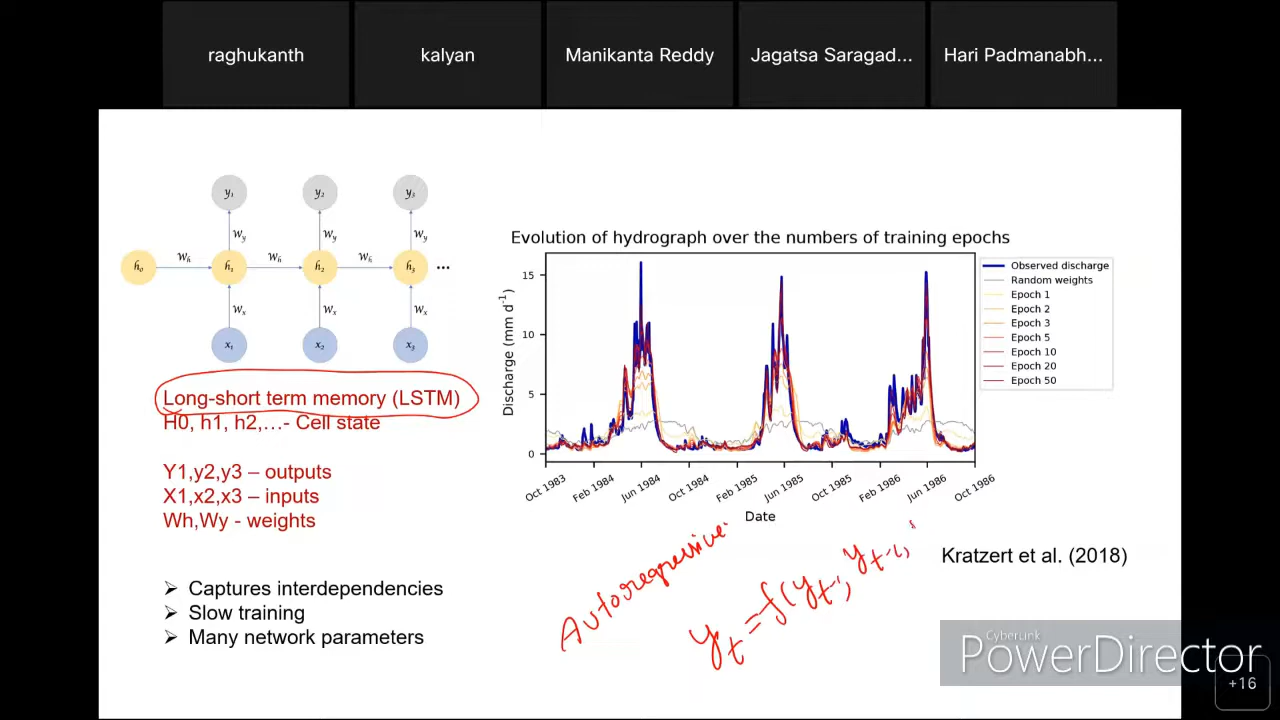 raghukanth
kalyan
Manikanta Reddy
Jagatsa Saragad...
Hari Padmanabh...
y₁ y₂ y₃
wy wy wy
h₀ wh h₁ wh h₂ wh h₃ ...
wx wx wx
x₁ x₂ x₃
Long-short term memory (LSTM)
H0, h1, h2,…- Cell state
Y1,y2,y3 – outputs
X1,x2,x3 – inputs
Wh,Wy - weights
➢ Captures interdependencies
➢ Slow training
➢ Many network parameters
Evolution of hydrograph over the numbers of training epochs
Discharge (mm d⁻¹)
15
10
5
0
Oct 1983 Feb 1984 Jun 1984 Oct 1984 Feb 1985 Jun 1985 Oct 1985 Feb 1986 Jun 1986 Oct 1986
Date
Observed discharge
Random weights
Epoch 1
Epoch 2
Epoch 3
Epoch 5
Epoch 10
Epoch 20
Epoch 50
Kratzert et al. (2018)
Autoregressive
CyberLink
PowerDirector
+16